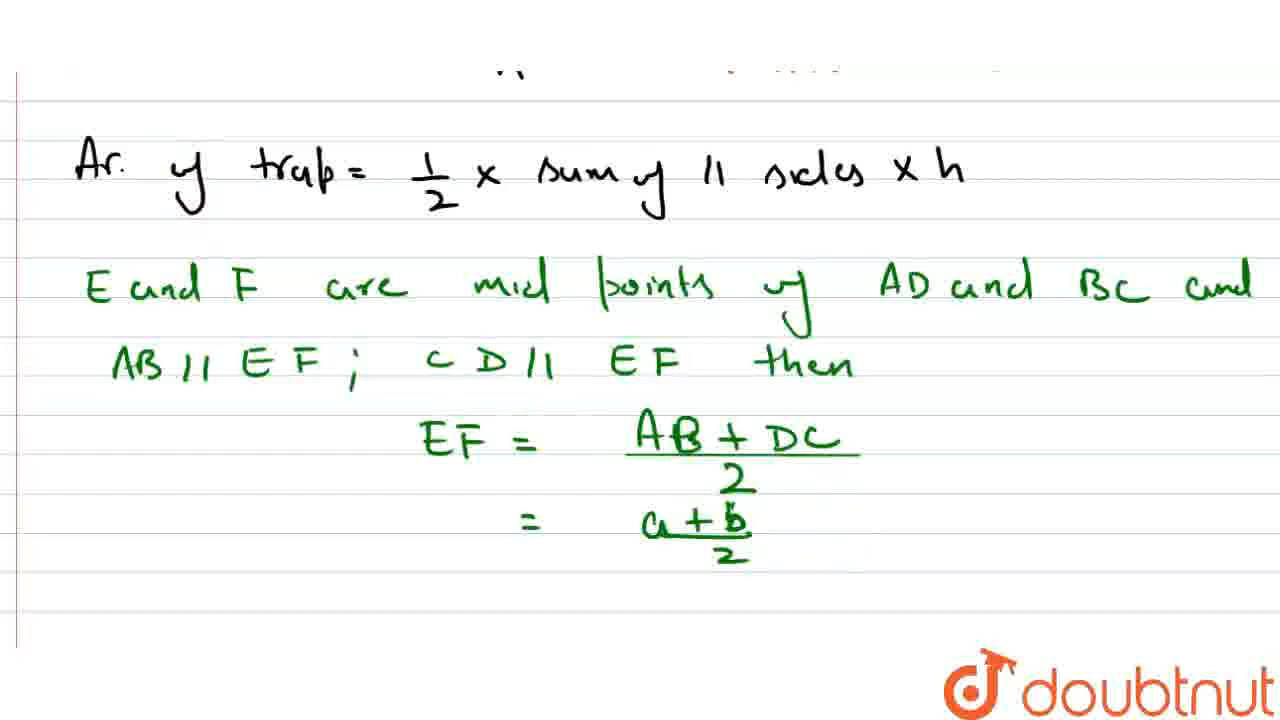 Ar. of trap = 1/2 x sum of || sides x h
E and F are mid points of AD and BC and
AB || EF ; CD || EF then
EF = AB + DC / 2
= a + b / 2
doubtnut